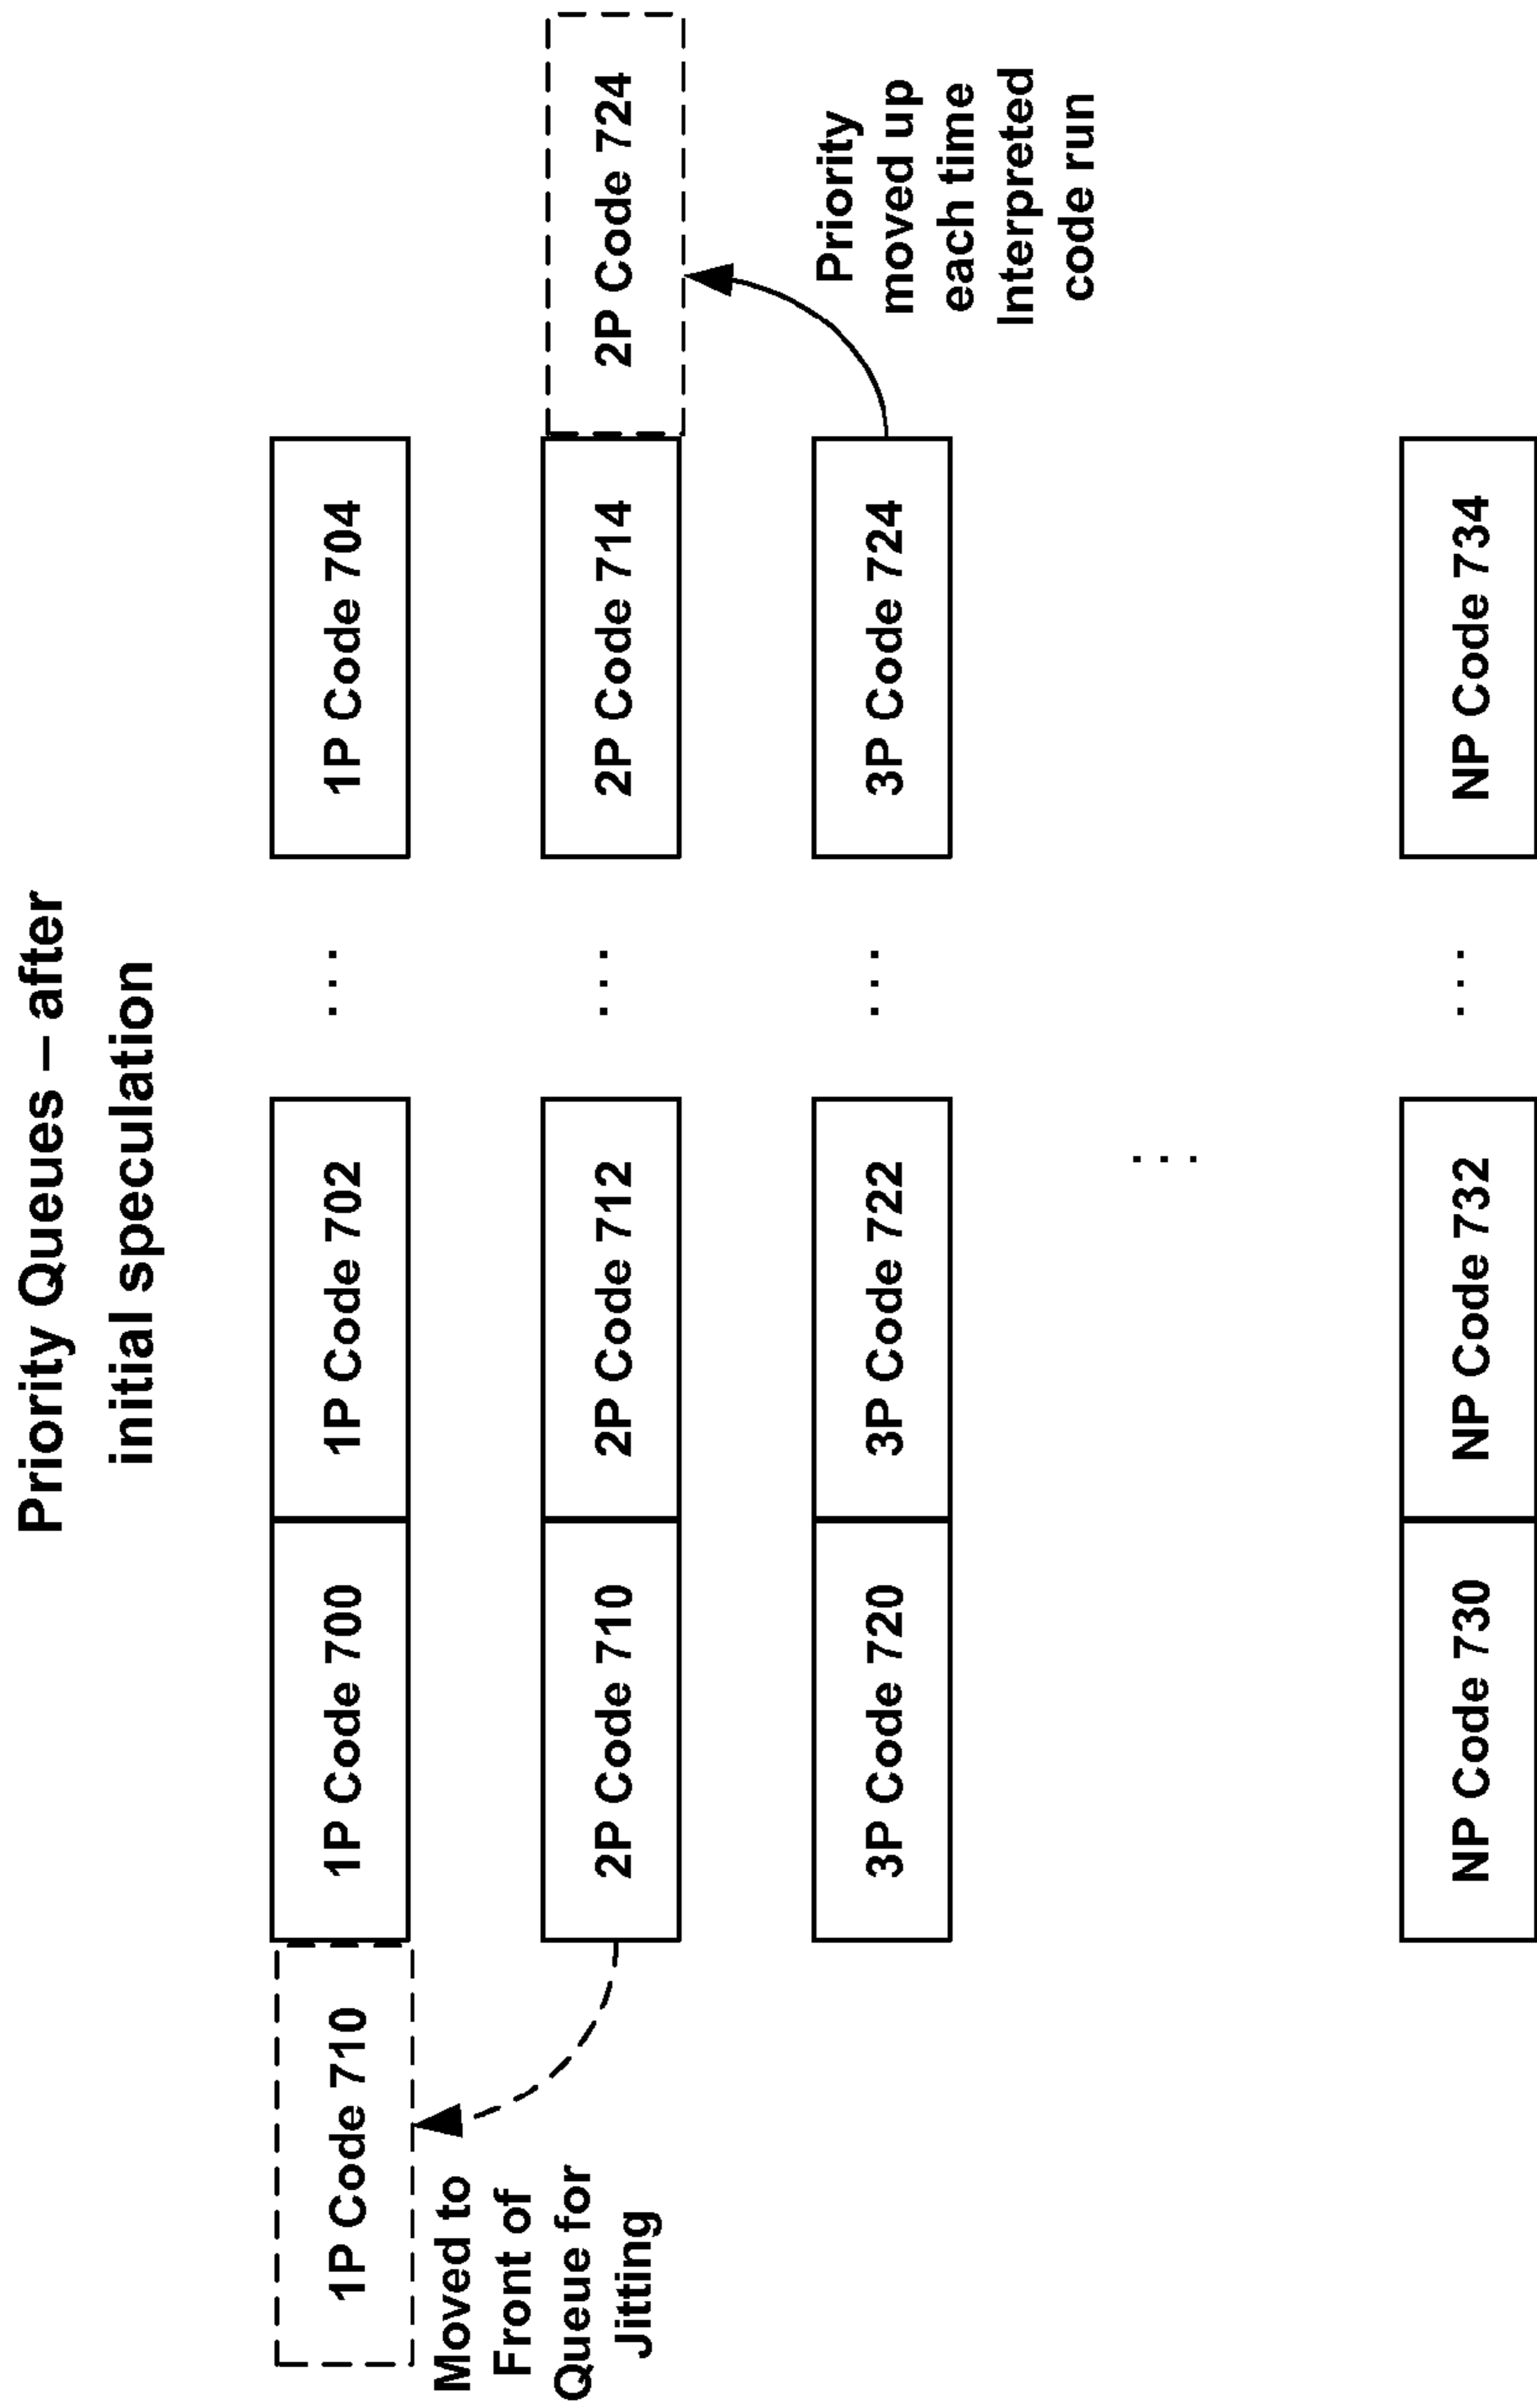 Priority Queues – after
initial speculation
1P Code 710
1P Code 700
1P Code 702
. . .
1P Code 704
Moved to
Front of
Queue for
Jitting
2P Code 710
2P Code 712
. . .
2P Code 714
2P Code 724
3P Code 720
3P Code 722
. . .
3P Code 724
Priority
moved up
each time
Interpreted
code run
. . .
NP Code 730
NP Code 732
. . .
NP Code 734